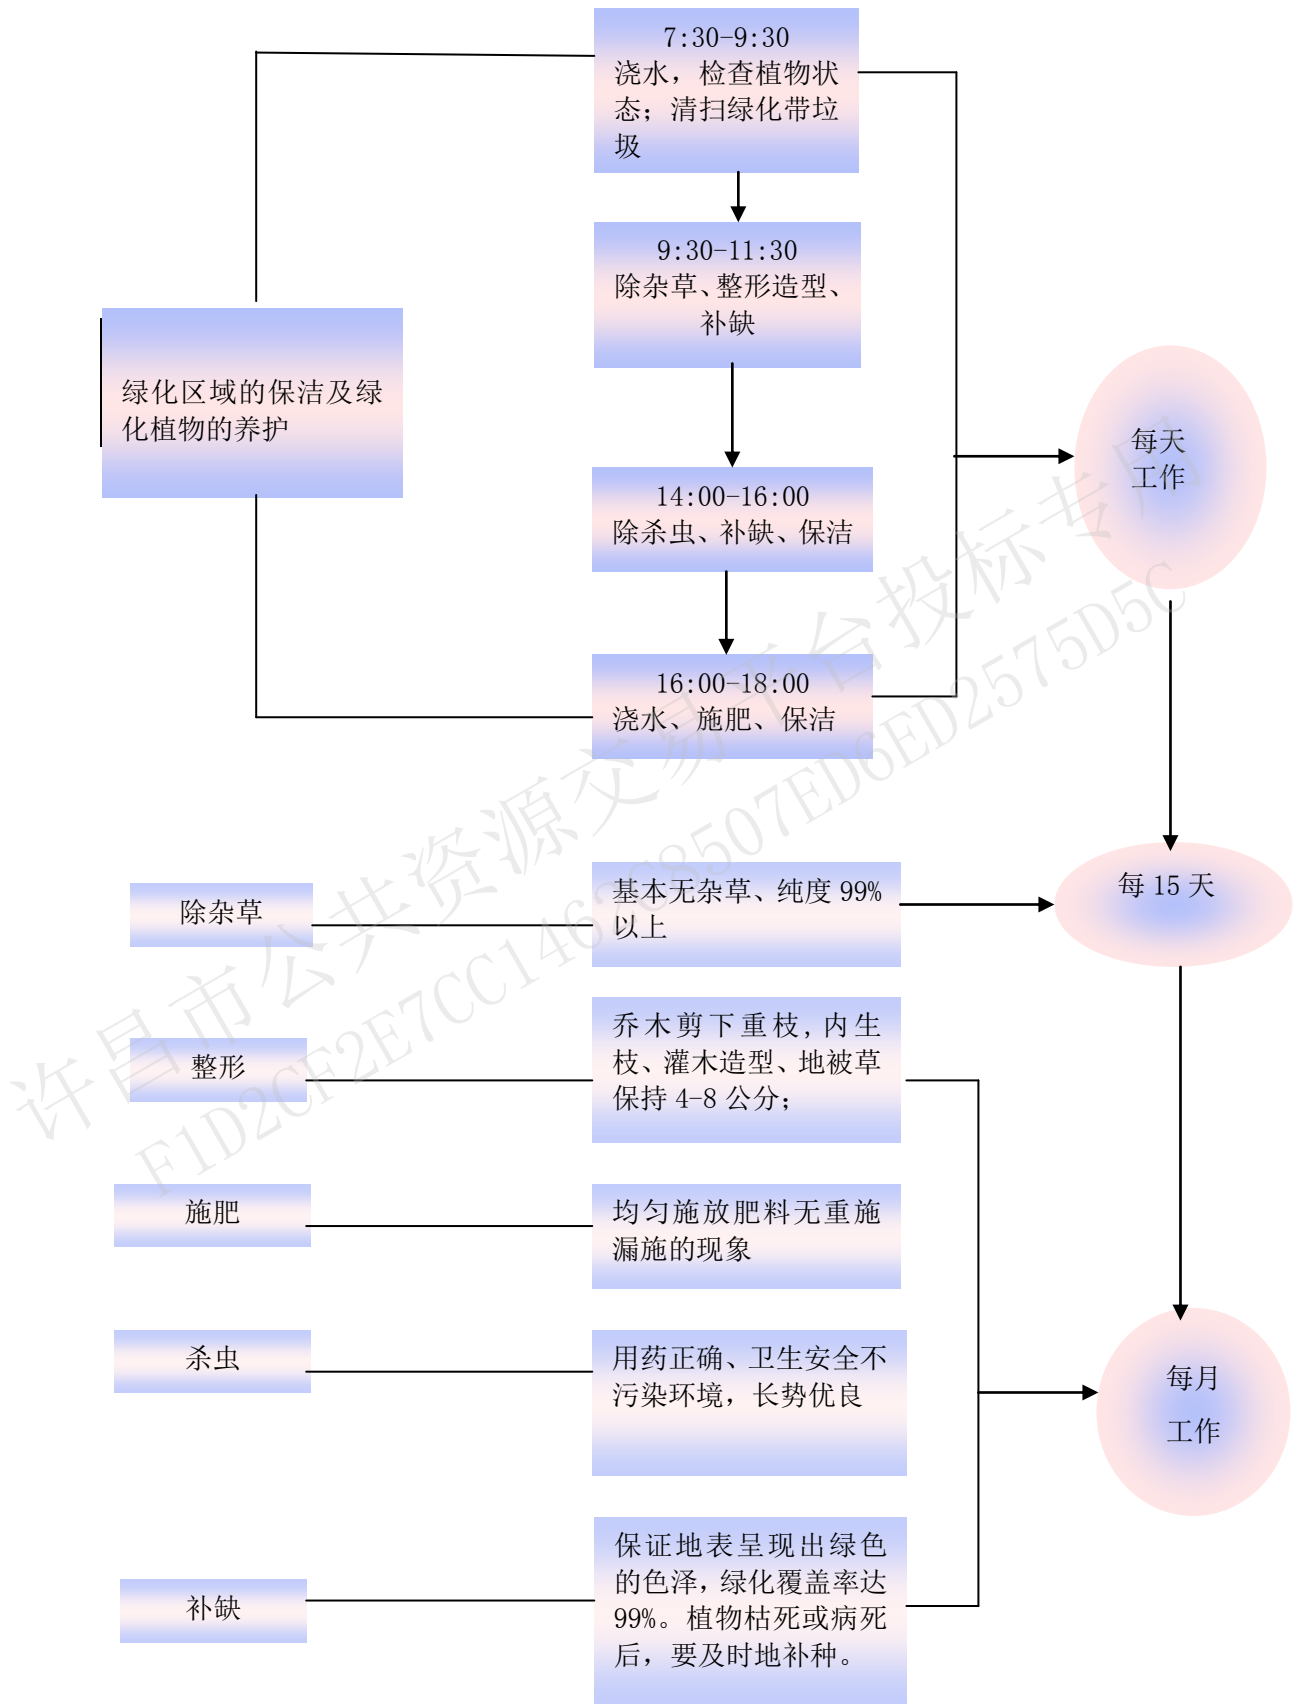 7:30-9:30
浇水，检查植物状
态；清扫绿化带垃
圾
9:30-11:30
除杂草、整形造型、
补缺
绿化区域的保洁及绿
化植物的养护
每天
工作
14:00-16:00
除杀虫、补缺、保洁
16:00-18:00
浇水、施肥、保洁
除杂草
基本无杂草、纯度 99%
以上
每 15 天
整形
乔木剪下重枝,内生
枝、灌木造型、地被草
保持 4-8 公分；
施肥
均匀施放肥料无重施
漏施的现象
杀虫
用药正确、卫生安全不
污染环境，长势优良
每月
工作
补缺
保证地表呈现出绿色
的色泽，绿化覆盖率达
99%。植物枯死或病死
后，要及时地补种。
许昌市公共资源交易平台投标专用
F1D2CF2E7CC1462C8507ED6ED2575D5C